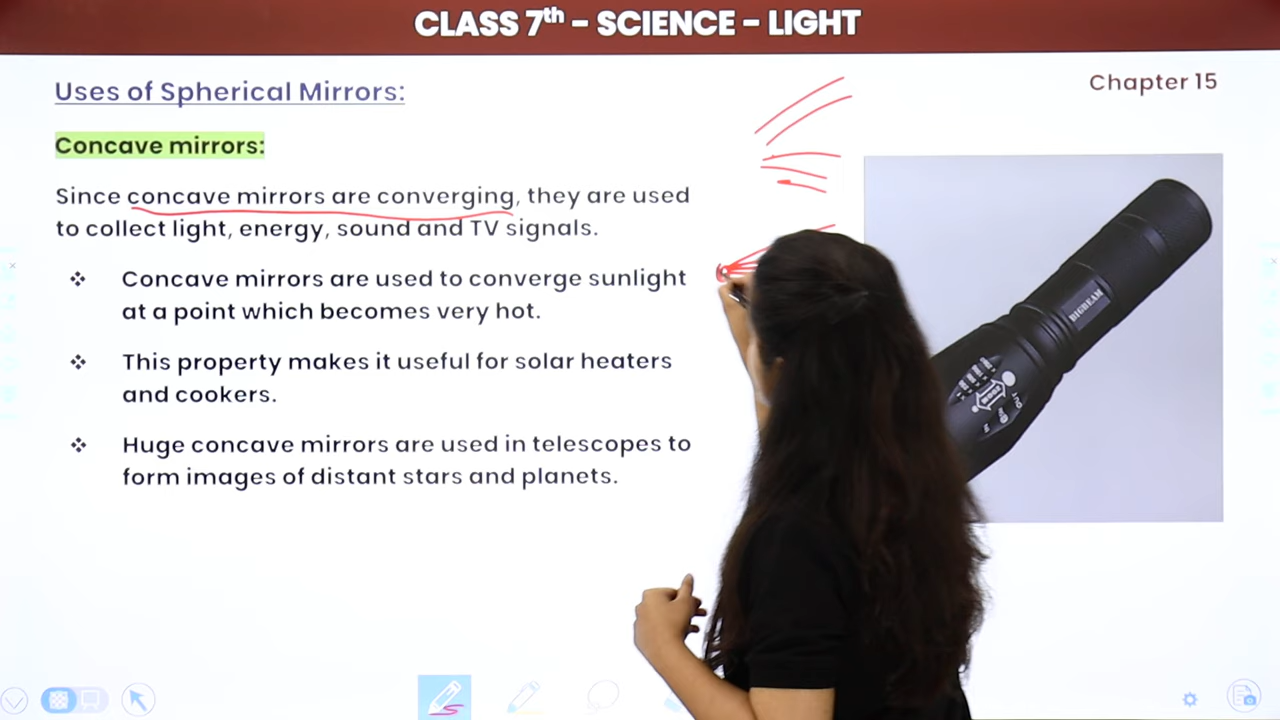 CLASS 7th - SCIENCE - LIGHT
Uses of Spherical Mirrors:
Chapter 15
Concave mirrors:
Since concave mirrors are converging, they are used
to collect light, energy, sound and TV signals.
❖ Concave mirrors are used to converge sunlight
at a point which becomes very hot.
❖ This property makes it useful for solar heaters
and cookers.
❖ Huge concave mirrors are used in telescopes to
form images of distant stars and planets.
BIGBEAM
ZOOM
OUT